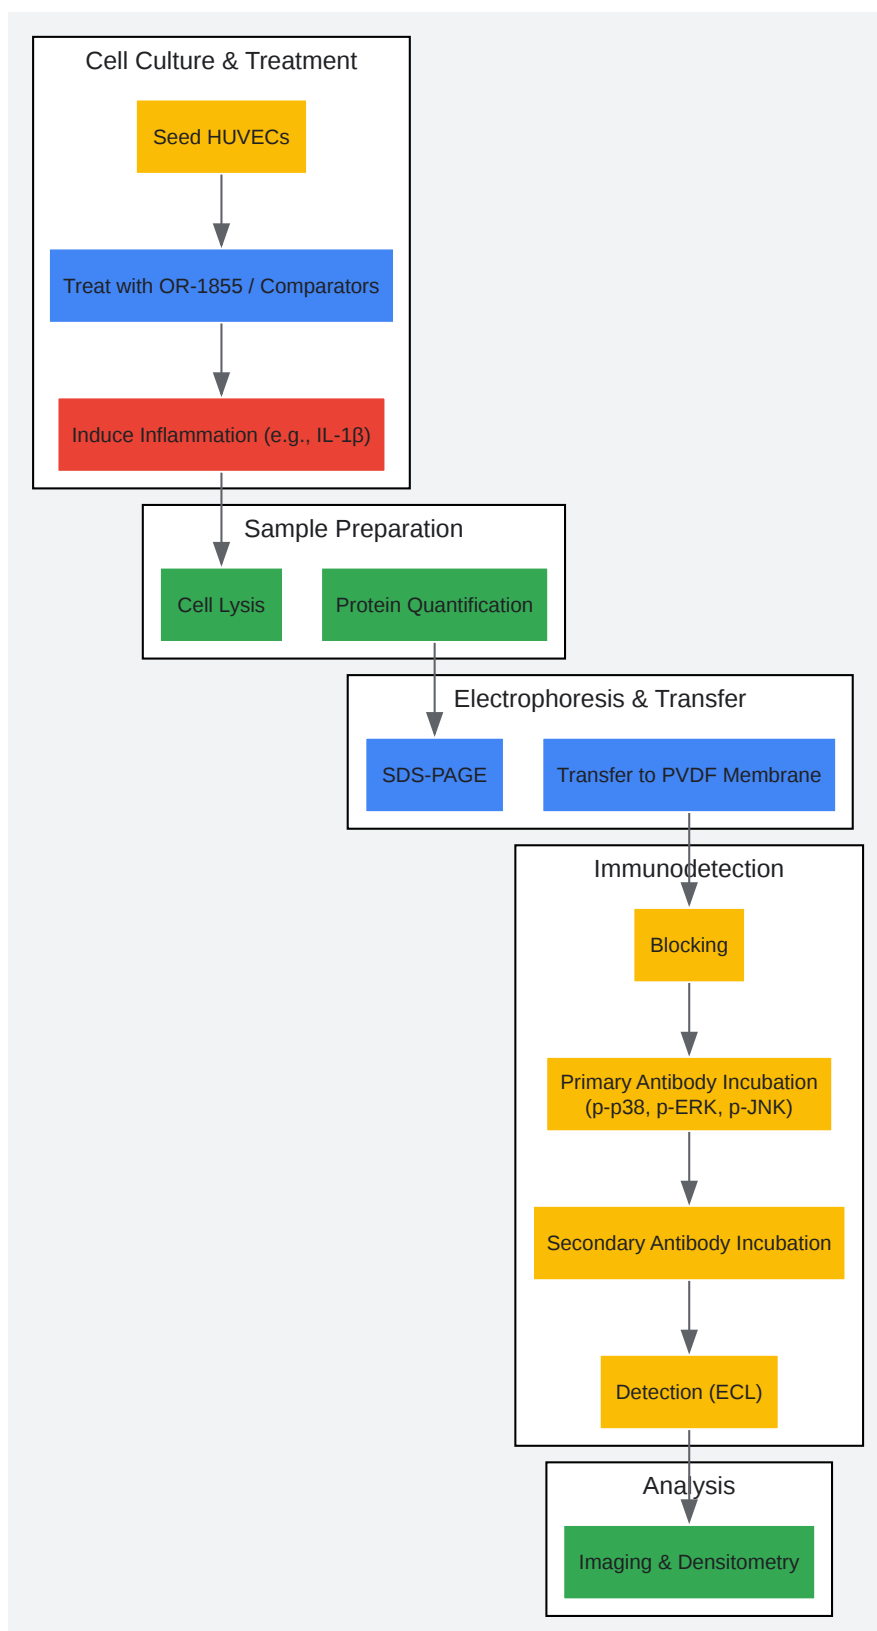 Cell Culture & Treatment
Seed HUVECs
Treat with OR-1855 / Comparators
Induce Inflammation (e.g., IL-1β)
Sample Preparation
Cell Lysis
Protein Quantification
Electrophoresis & Transfer
SDS-PAGE
Transfer to PVDF Membrane
Immunodetection
Blocking
Primary Antibody Incubation
(p-p38, p-ERK, p-JNK)
Secondary Antibody Incubation
Detection (ECL)
Analysis
Imaging & Densitometry